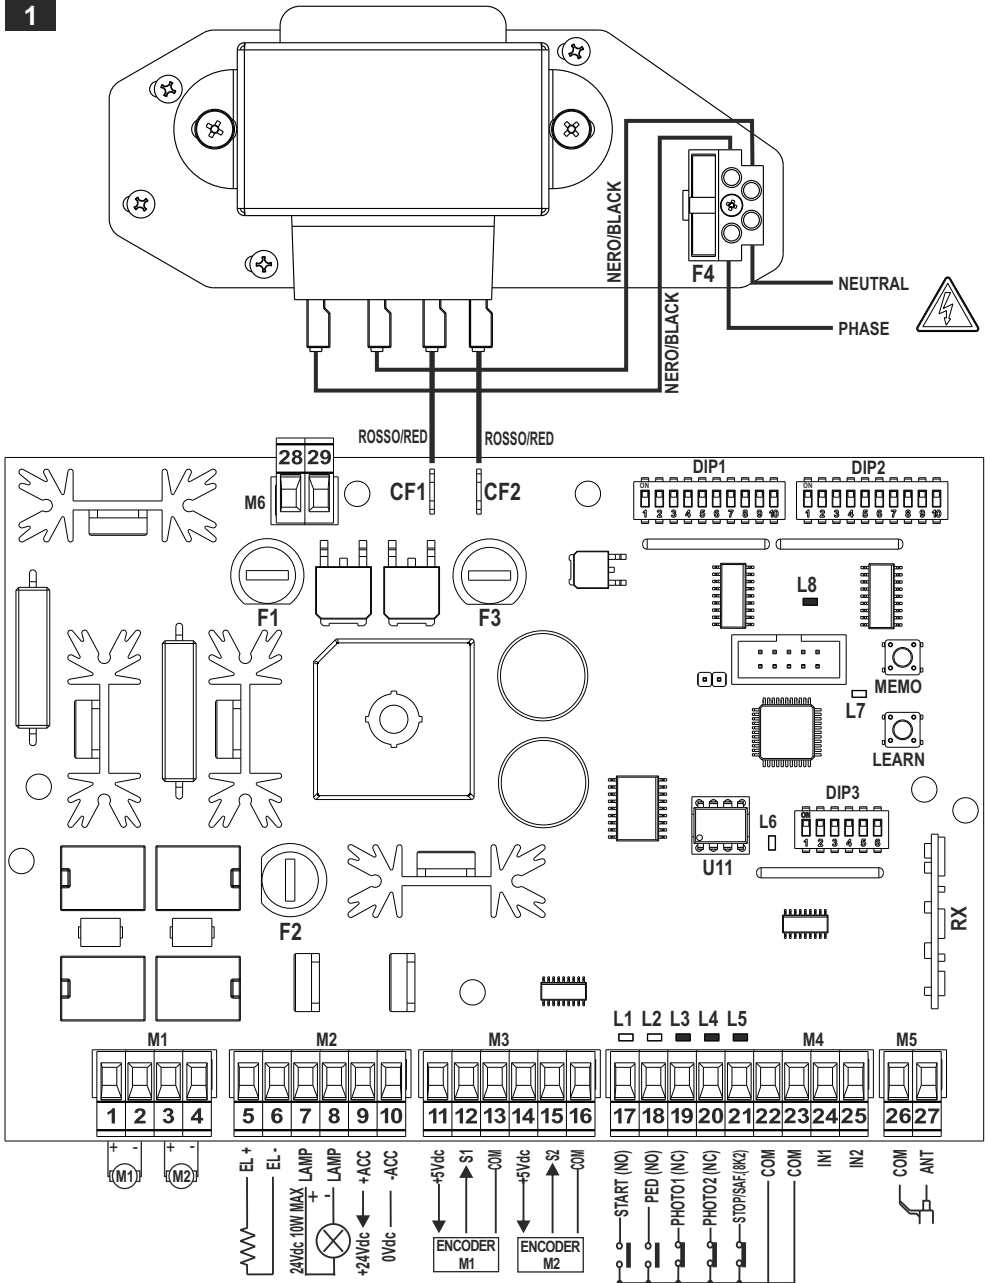 1
NERO/BLACK
NERO/BLACK
F4
NEUTRAL
PHASE
ROSSO/RED
ROSSO/RED
28 29
M6
CF1
CF2
DIP1
DIP2
ON
1 2 3 4 5 6 7 8 9 10
ON
1 2 3 4 5 6 7 8 9 10
F1
F3
L8
MEMO
L7
LEARN
DIP3
ON
1 2 3 4 5 6
L6
U11
F2
RX
L1 L2 L3 L4 L5
M1
M2
M3
M4
M5
1 2 3 4
5 6 7 8 9 10
11 12 13 14 15 16
17 18 19 20 21 22 23 24 25
26 27
+ -
M1
+ -
M2
EL +
EL -
LAMP
LAMP
+ACC
-ACC
24Vdc 10W MAX
+ -
+24Vdc
0Vdc
+5Vdc
S1
COM
ENCODER
M1
+5Vdc
S2
COM
ENCODER
M2
START (NO)
PED (NO)
PHOTO1 (NC)
PHOTO2 (NC)
STOP/SAF.(8K2)
COM
COM
IN1
IN2
COM
ANT